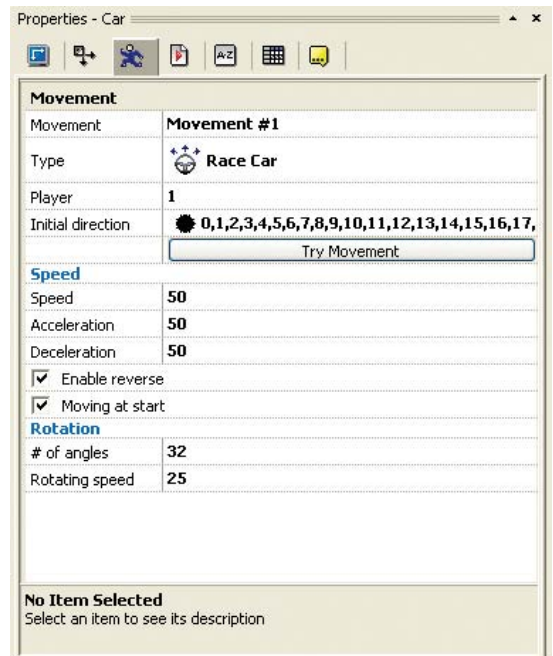 Properties - Car
A-Z
Movement
Movement Movement #1
Type Race Car
Player 1
Initial direction 0,1,2,3,4,5,6,7,8,9,10,11,12,13,14,15,16,17,
Try Movement
Speed
Speed 50
Acceleration 50
Deceleration 50
Enable reverse
Moving at start
Rotation
# of angles 32
Rotating speed 25
No Item Selected
Select an item to see its description